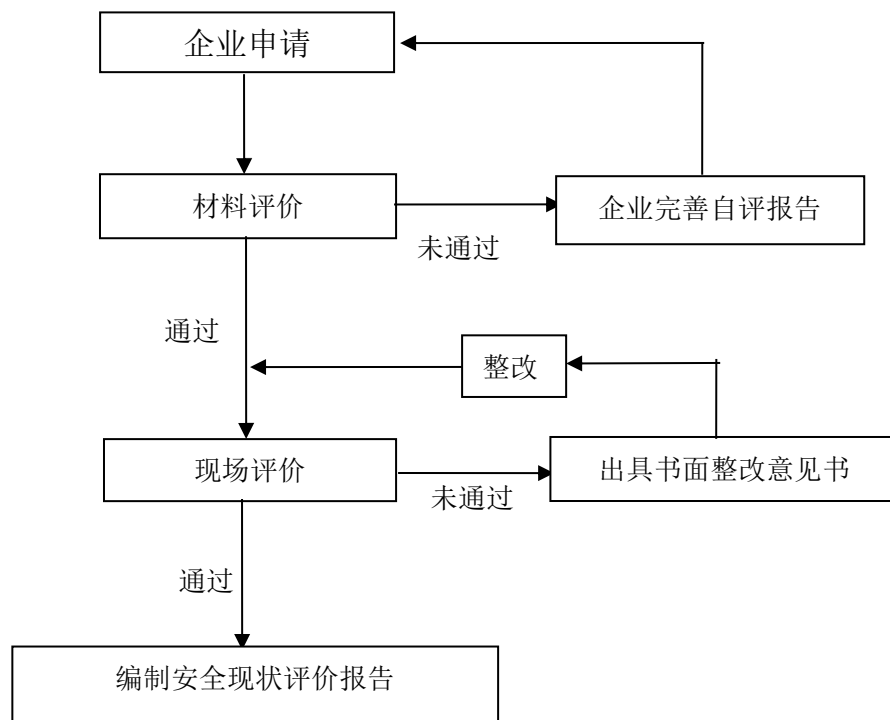 企业申请
材料评价
企业完善自评报告
未通过
通过
整改
现场评价
出具书面整改意见书
未通过
通过
编制安全现状评价报告